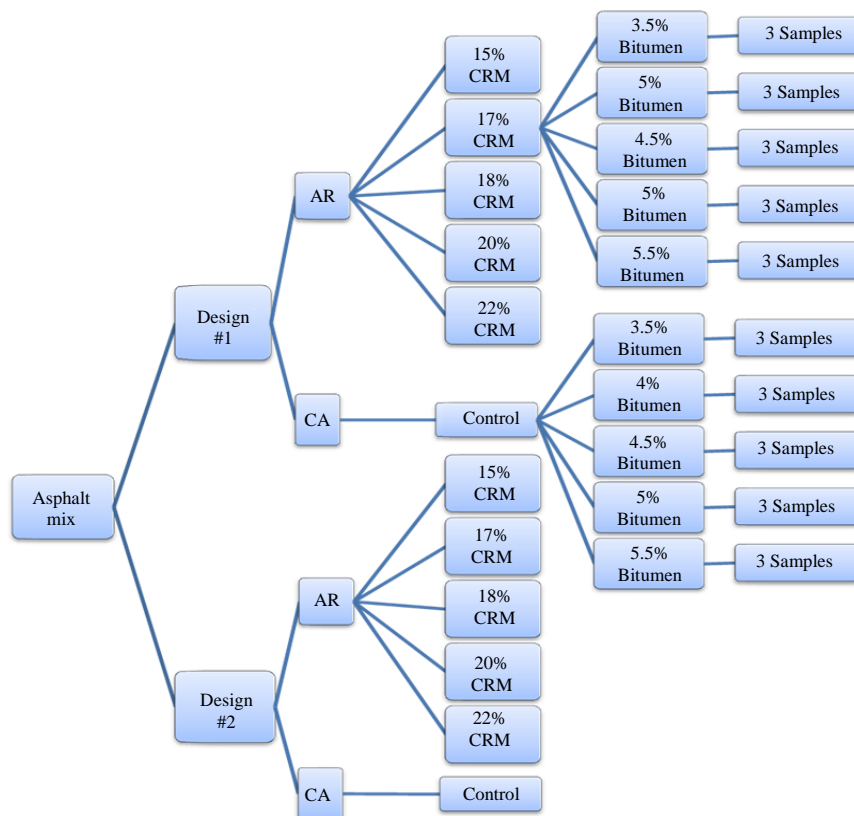 Asphalt
mix
Design
#1
AR
15%
CRM
17%
CRM
18%
CRM
20%
CRM
22%
CRM
3.5%
Bitumen
3 Samples
5%
Bitumen
3 Samples
4.5%
Bitumen
3 Samples
5%
Bitumen
3 Samples
5.5%
Bitumen
3 Samples
CA
Control
3.5%
Bitumen
3 Samples
4%
Bitumen
3 Samples
4.5%
Bitumen
3 Samples
5%
Bitumen
3 Samples
5.5%
Bitumen
3 Samples
Design
#2
AR
15%
CRM
17%
CRM
18%
CRM
20%
CRM
22%
CRM
CA
Control